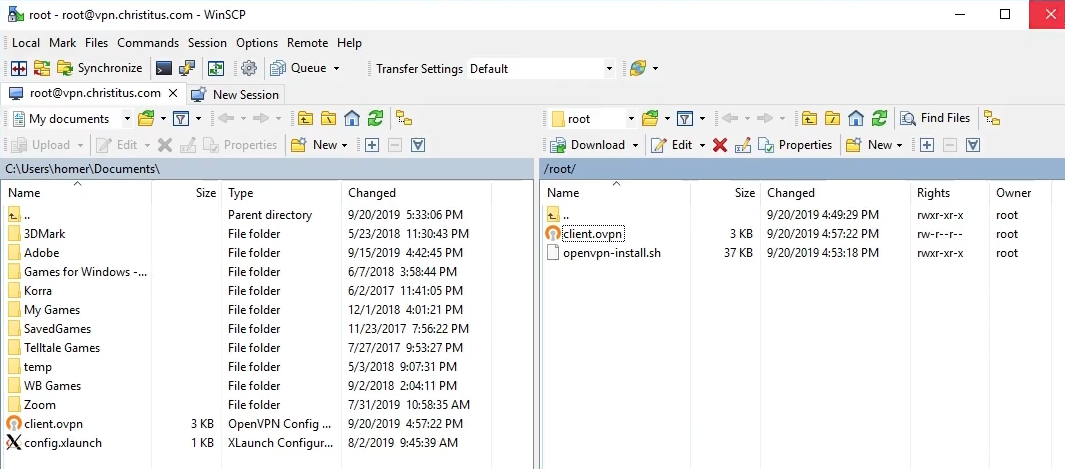 root - root@vpn.christitus.com - WinSCP
Local Mark Files Commands Session Options Remote Help
Synchronize Queue Transfer Settings Default
root@vpn.christitus.com New Session
My documents root Find Files
Upload Edit Properties New Download Edit Properties New
C:\Users\homer\Documents\ /root/
Name Size Type Changed Name Size Changed Rights Owner
.. Parent directory 9/20/2019 5:33:06 PM .. 9/20/2019 4:49:29 PM rwxr-xr-x root
3DMark File folder 5/23/2018 11:30:43 PM client.ovpn 3 KB 9/20/2019 4:57:22 PM rw-r--r-- root
Adobe File folder 9/15/2019 4:42:45 PM openvpn-install.sh 37 KB 9/20/2019 4:53:18 PM rwxr-xr-x root
Games for Windows -... File folder 6/7/2018 3:58:44 PM
Korra File folder 6/2/2017 11:41:05 PM
My Games File folder 12/1/2018 4:01:21 PM
SavedGames File folder 11/23/2017 7:56:22 PM
Telltale Games File folder 7/27/2017 9:53:27 PM
temp File folder 5/3/2018 9:07:31 PM
WB Games File folder 9/2/2018 2:04:11 PM
Zoom File folder 7/31/2019 10:58:35 AM
client.ovpn 3 KB OpenVPN Config ... 9/20/2019 4:57:22 PM
config.xlaunch 1 KB XLaunch Configur... 8/2/2019 9:45:39 AM